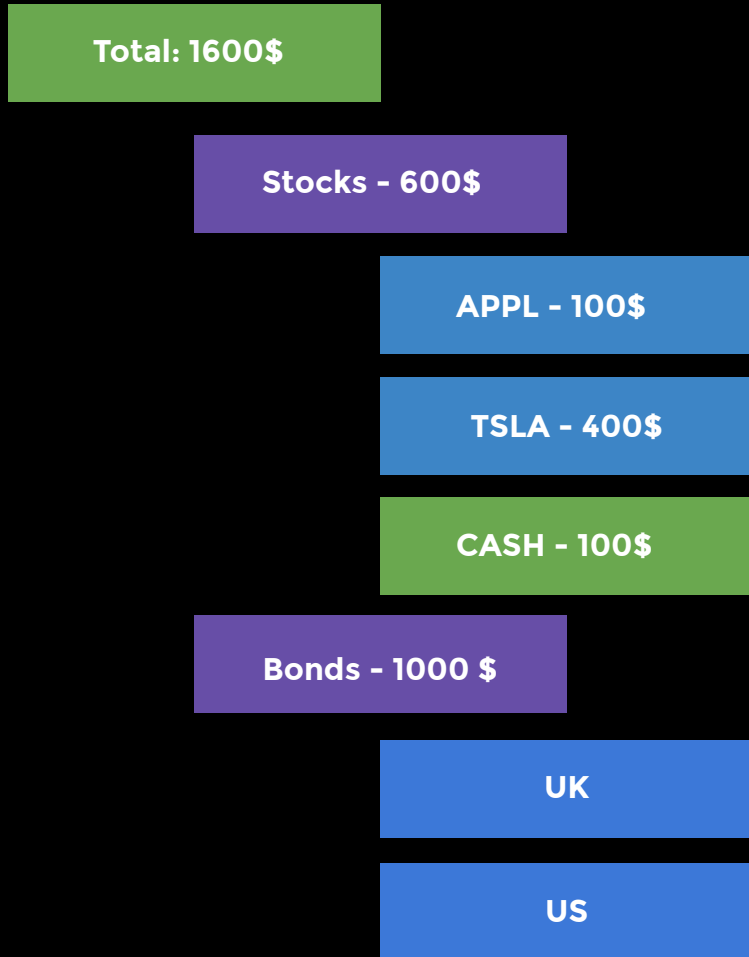 Total: 1600$
Stocks - 600$
APPL - 100$
TSLA - 400$
CASH - 100$
Bonds - 1000 $
UK
US